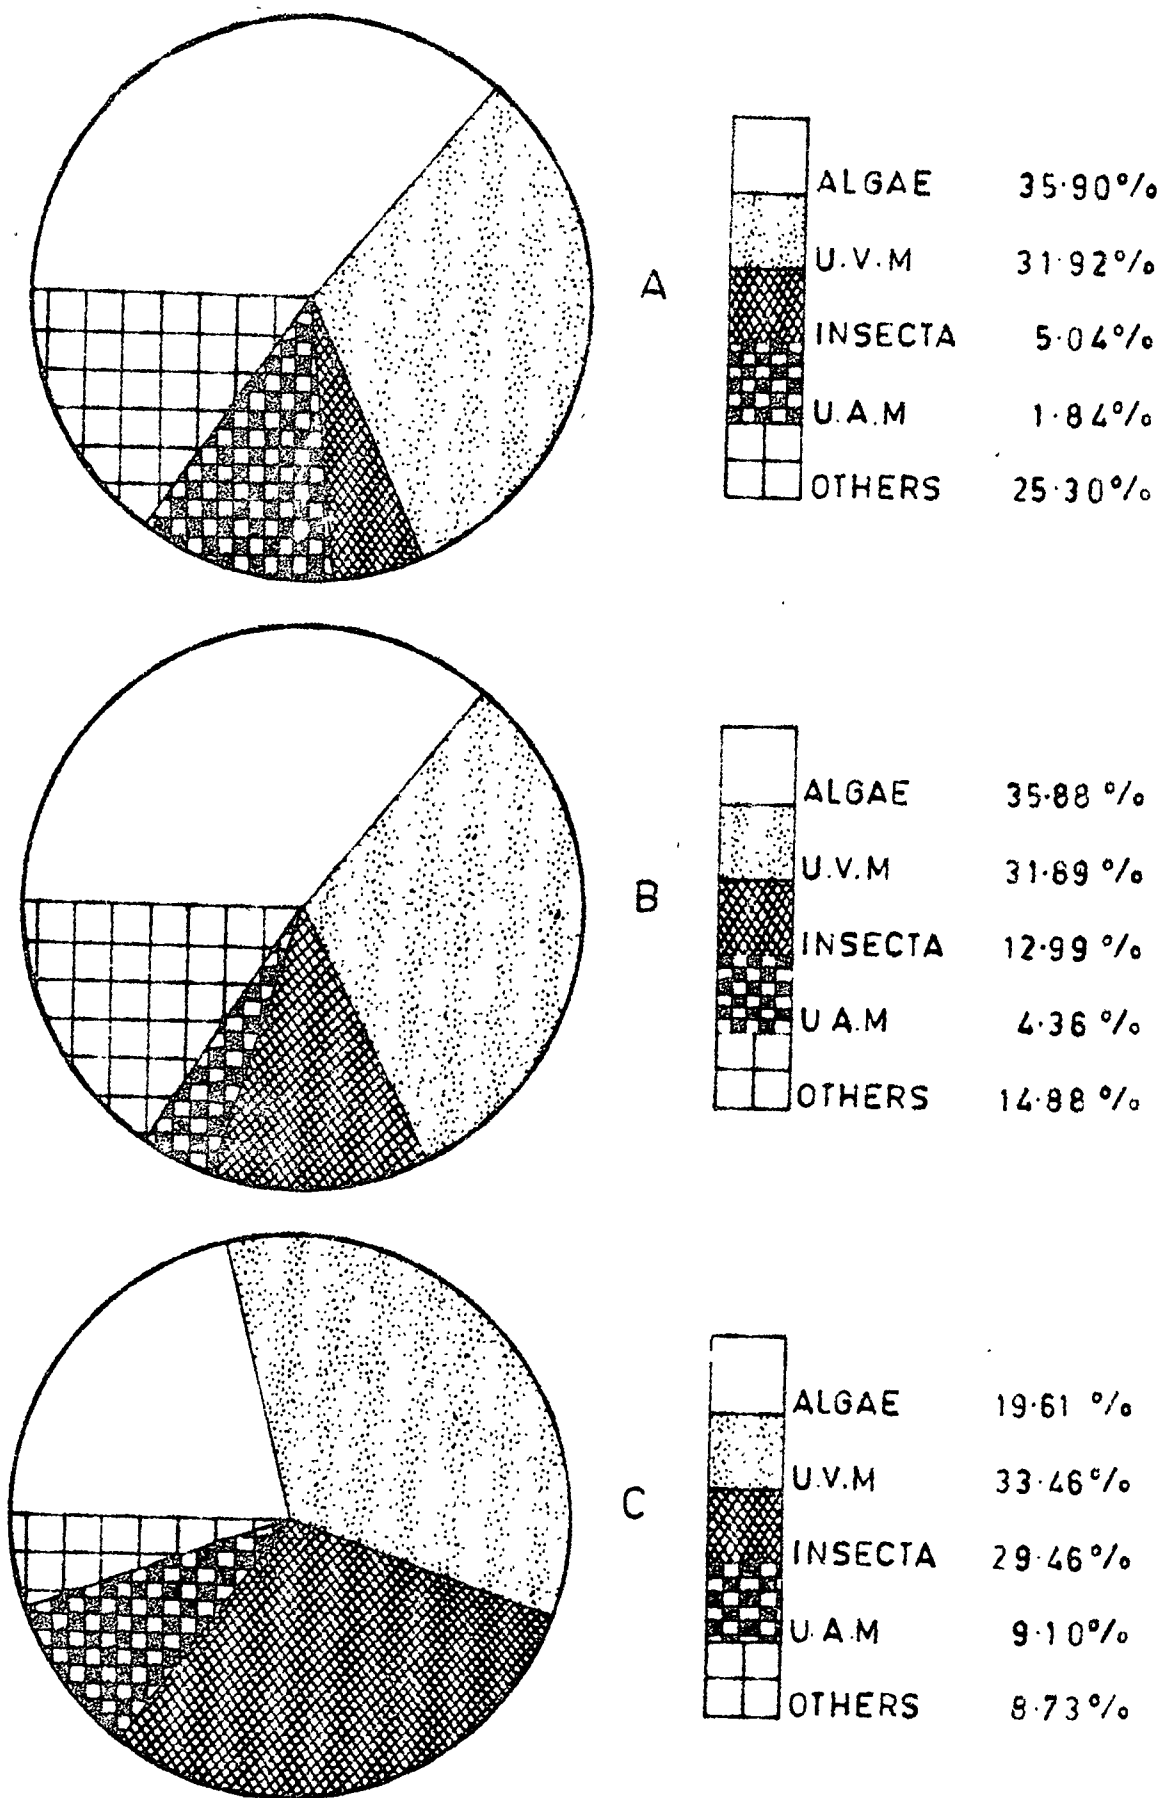 ALGAE 35·90%
U.V.M 31·92%
A
INSECTA 5·04%
U.A.M 1·84%
OTHERS 25·30%
ALGAE 35·88 %
U.V.M 31·89 %
B
INSECTA 12·99 %
U A.M 4·36 %
OTHERS 14·88 %
ALGAE 19·61 %
U.V.M 33·46%
C
INSECTA 29·46%
U.A.M 9·10%
OTHERS 8·73%